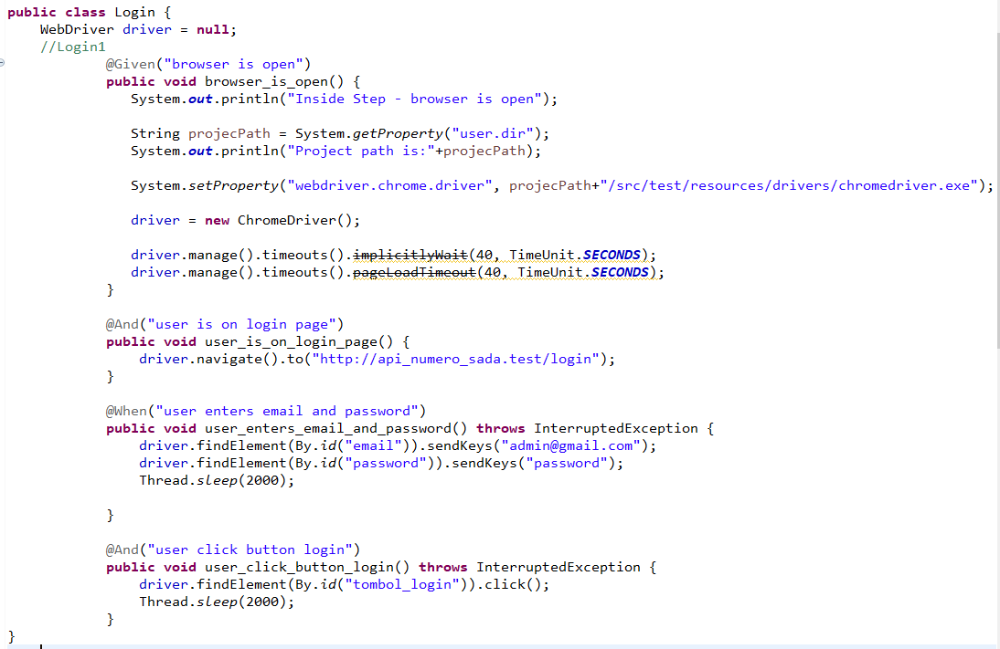 public class Login {
WebDriver driver = null;
//Login1
@Given("browser is open")
public void browser_is_open() {
System.out.println("Inside Step - browser is open");
String projecPath = System.getProperty("user.dir");
System.out.println("Project path is:"+projecPath);
System.setProperty("webdriver.chrome.driver", projecPath+"/src/test/resources/drivers/chromedriver.exe");
driver = new ChromeDriver();
driver.manage().timeouts().implicitlyWait(40, TimeUnit.SECONDS);
driver.manage().timeouts().pageLoadTimeout(40, TimeUnit.SECONDS);
}
@And("user is on login page")
public void user_is_on_login_page() {
driver.navigate().to("http://api_numero_sada.test/login");
}
@When("user enters email and password")
public void user_enters_email_and_password() throws InterruptedException {
driver.findElement(By.id("email")).sendKeys("admin@gmail.com");
driver.findElement(By.id("password")).sendKeys("password");
Thread.sleep(2000);
}
@And("user click button login")
public void user_click_button_login() throws InterruptedException {
driver.findElement(By.id("tombol_login")).click();
Thread.sleep(2000);
}
}